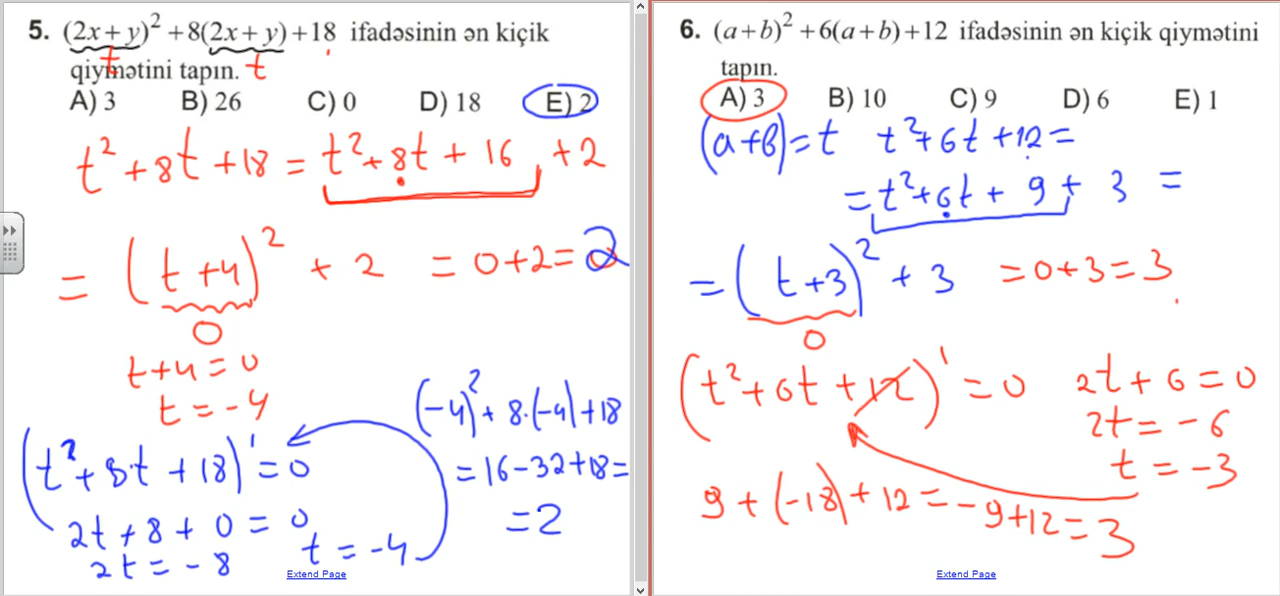 5. (2x+y)² +8(2x+y)+18 ifadəsinin ən kiçik
qiymətini tapın.
t t
A) 3 B) 26 C) 0 D) 18 E) 2
t² + 8t + 18 = t² + 8t + 16 + 2
= (t + 4)² + 2 = 0 + 2 = 2
0
t + 4 = 0
t = -4
(t² + 8t + 18)' = 0
2t + 8 + 0 = 0
2t = -8
t = -4
(-4)² + 8·(-4) + 18
= 16 - 32 + 18 =
= 2
Extend Page
6. (a+b)² +6(a+b)+12 ifadəsinin ən kiçik qiymətini
tapın.
A) 3 B) 10 C) 9 D) 6 E) 1
(a+b) = t t² + 6t + 12 =
= t² + 6t + 9 + 3 =
= (t + 3)² + 3 = 0 + 3 = 3
0
(t² + 6t + 12)' = 0 2t + 6 = 0
2t = -6
t = -3
9 + (-18) + 12 = -9 + 12 = 3
Extend Page